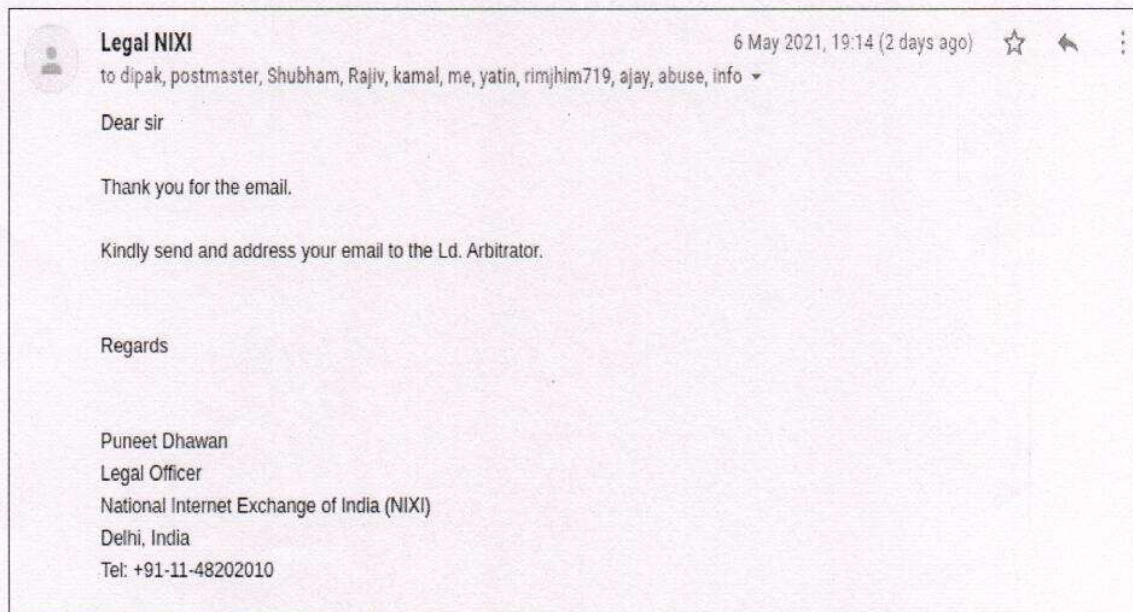 Legal NIXI
6 May 2021, 19:14 (2 days ago)
to dipak, postmaster, Shubham, Rajiv, kamal, me, yatin, rimjhim719, ajay, abuse, info
Dear sir
Thank you for the email.
Kindly send and address your email to the Ld. Arbitrator.
Regards
Puneet Dhawan
Legal Officer
National Internet Exchange of India (NIXI)
Delhi, India
Tel: +91-11-48202010